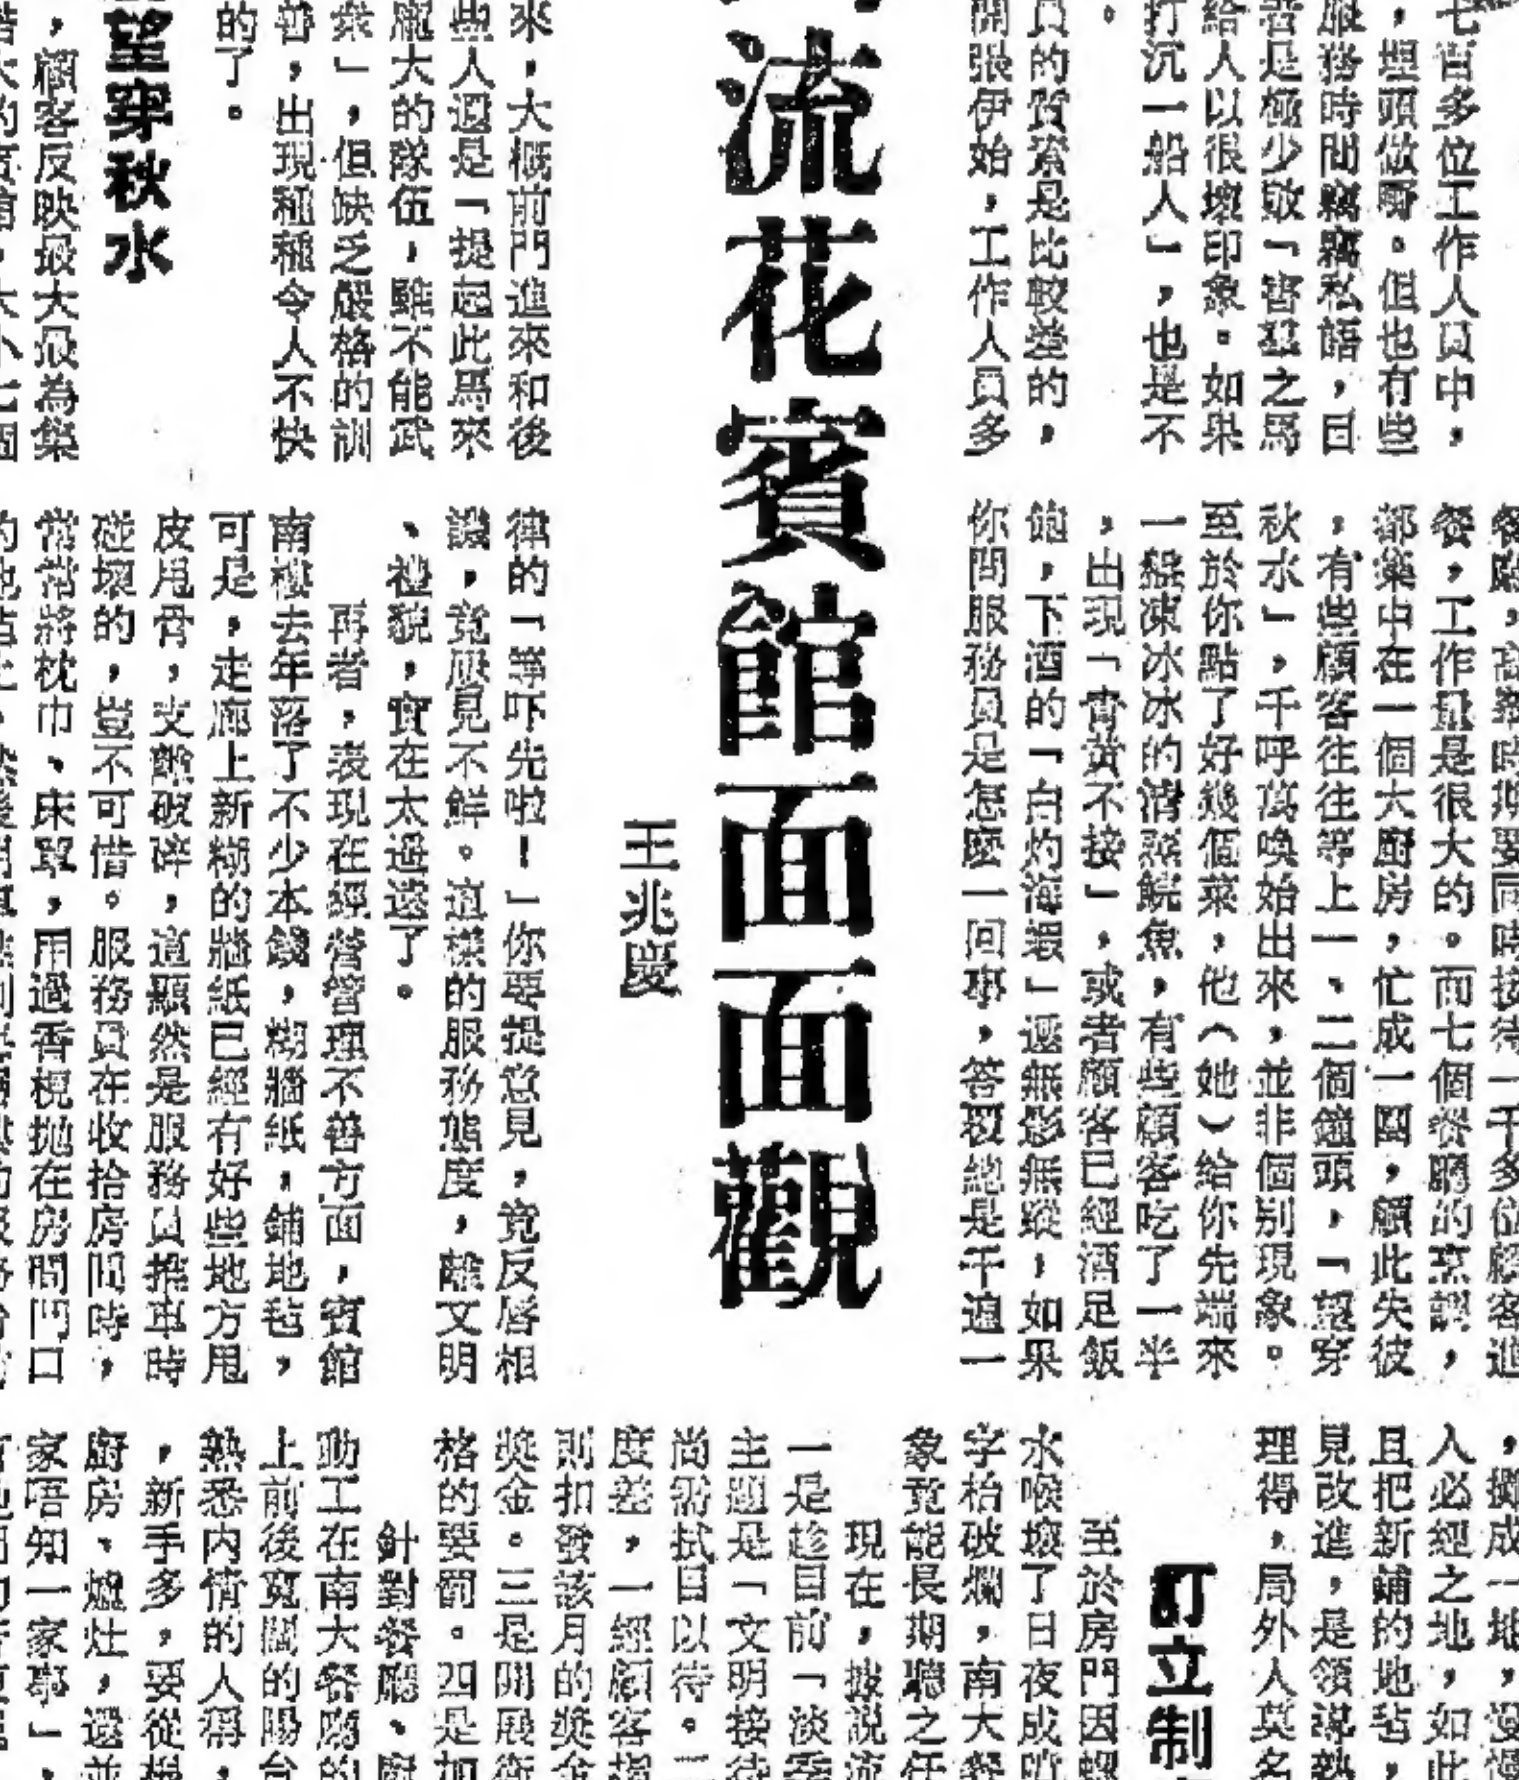 七百多位工作人員中，
，埋頭做嘢。但也有些
服務時間竊竊私語，日
者是極少數「害羣之馬
給人以很壞印象。如果
打沉一船人」，也是不
。
員的質素是比較差的，
開張伊始，工作人員多
流花賓館面面觀
王兆慶
來，大概前門進來和後
些人還是「提起此馬來
龐大的隊伍，雖不能武
衆」，但缺乏嚴格的訓
善，出現種種令人不快
的了。
望穿秋水
，顧客反映最大最為集
時期要同時接待一千多位顧客進
餐，工作量是很大的。而七個餐廳的烹調，
都集中在一個大廚房，忙成一團，顧此失彼
，有些顧客往往等上一、二個鐘頭，「望穿
秋水」，千呼萬喚始出來，並非個別現象。
至於你點了好幾個菜，他（她）給你先端來
一盤凍冰冰的清蒸鯇魚，有些顧客吃了一半
，出現「青黃不接」，或者顧客已經酒足飯
飽，下酒的「白灼海蝦」還無影無踪，如果
你問服務員是怎麼一回事，答覆總是千遍一
律的「等吓先啦！」你要提意見，竟反唇相
譏，竟屢見不鮮。這樣的服務態度，離文明
、禮貌，實在太遙遠了。
再者，表現在經營管理不善方面，賓館
南樓去年落了不少本錢，糊牆紙，鋪地毡，
可是，走廊上新糊的牆紙已經有好些地方甩
皮甩骨，支離破碎，這顯然是服務員推車時
碰壞的，豈不可惜。服務員在收拾房間時，
常常將枕巾、床單，用過香梘拋在房間門口
，攤成一地，
人必經之地，如此
且把新鋪的地毡，
見改進，是領導
理得，局外人莫名
訂立制
至於房門因
水喉壞了日夜成
字枱破爛，南大餐
象竟能長期聽之任
現在，據說流
一是趁目前「淡
主題是「文明接待
尚需拭目以待。二
度差，一經顧客指
則扣發該月的獎金
獎金。三是開展
格的要罰。四是加
針對餐廳、廚
動工在南大餐廳的
上前後寬闊的陽台
熟悉內情的人稱，
，新手多，要從
廚房、爐灶，還並
家唔知一家事」，